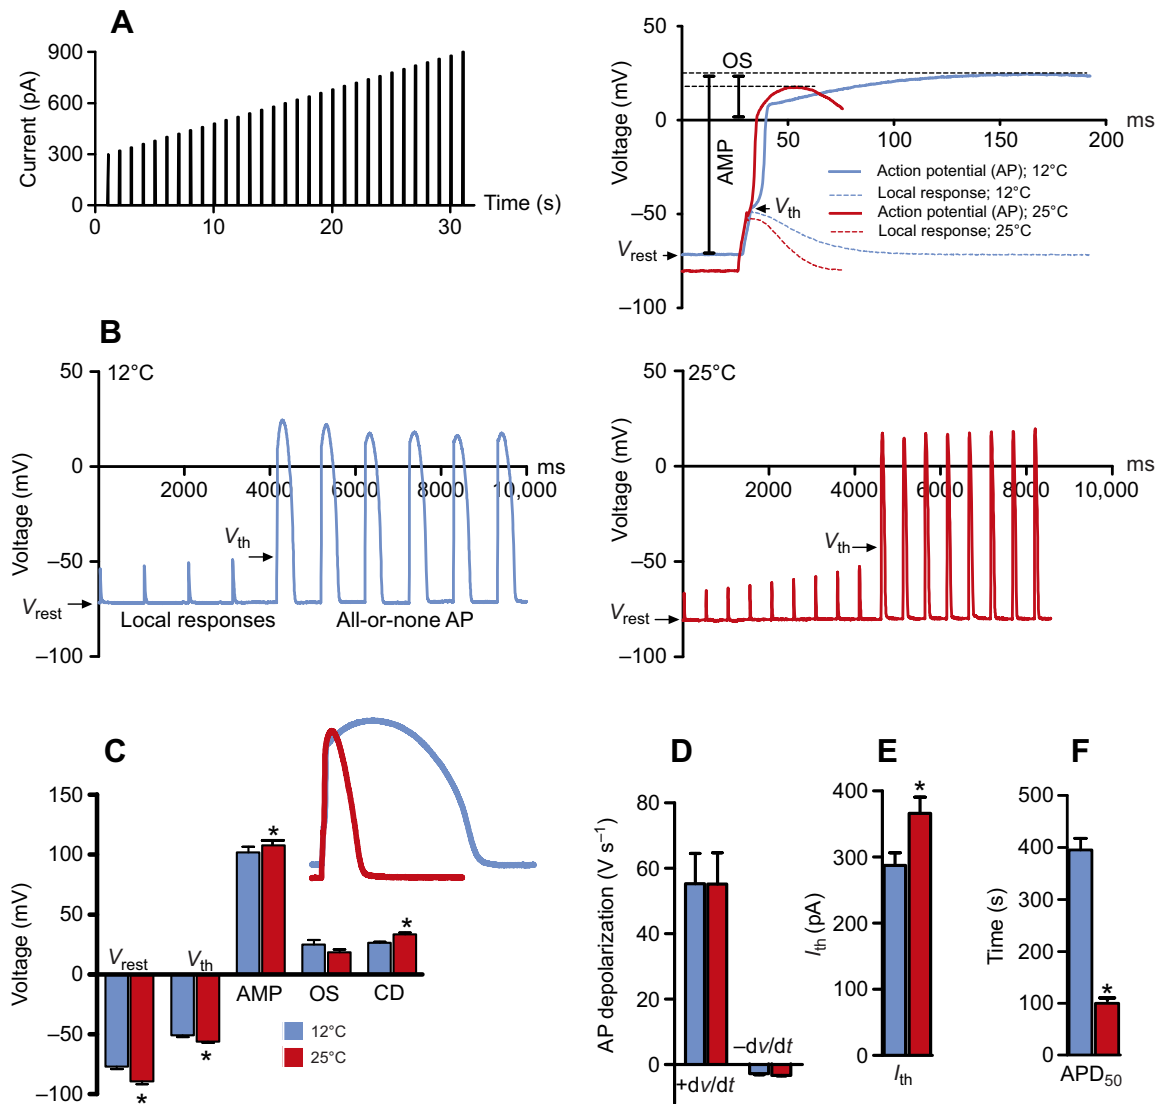 A
Current (pA)
900
600
300
0
0
10
20
30
Time (s)
Voltage (mV)
50
0
–50
–100
OS
AMP
50
100
150
200
ms
Vth
Vrest
Action potential (AP); 12°C
Local response; 12°C
Action potential (AP); 25°C
Local response; 25°C
B
12°C
Voltage (mV)
50
0
–50
–100
2000
4000
6000
8000
10,000
ms
Vth
Vrest
Local responses
All-or-none AP
25°C
Voltage (mV)
50
0
–50
–100
2000
4000
6000
8000
10,000
ms
Vth
Vrest
C
Voltage (mV)
150
100
50
0
–50
–100
Vrest
Vth
AMP
OS
CD
*
*
*
*
12°C
25°C
D
AP depolarization (V s⁻¹)
80
60
40
20
0
+dv/dt
–dv/dt
E
Ith (pA)
400
300
200
100
0
*
Ith
F
Time (s)
500
400
300
200
100
0
*
APD50